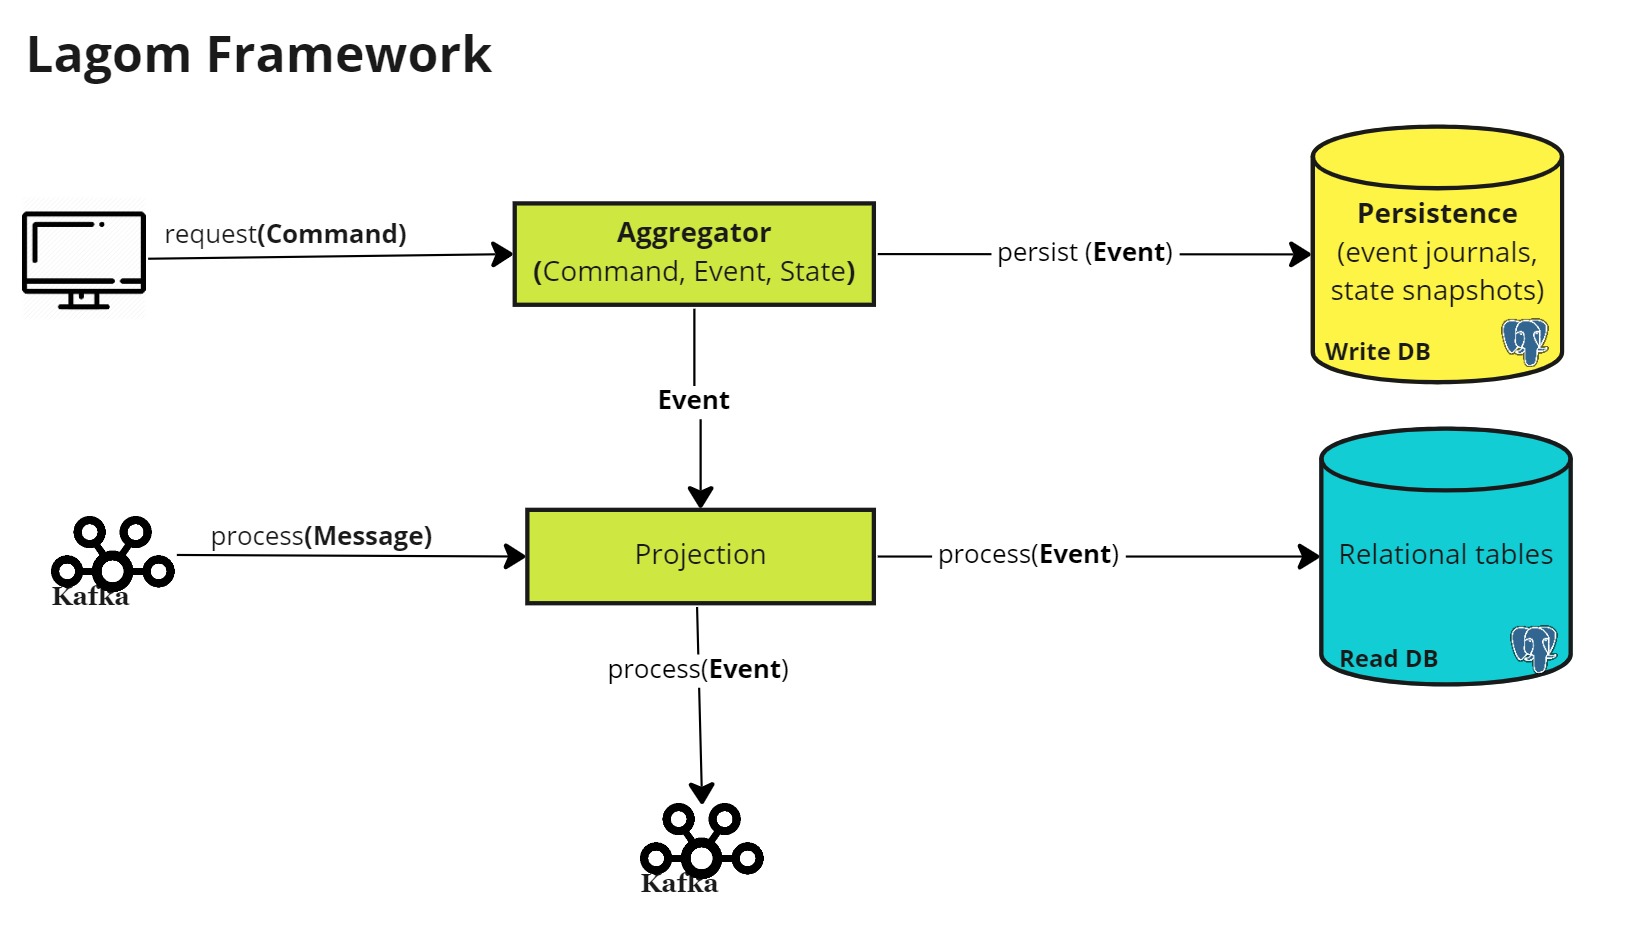 Lagom Framework
request(Command)
Aggregator
(Command, Event, State)
persist (Event)
Persistence
(event journals,
state snapshots)
Write DB
Event
process(Message)
Kafka
Projection
process(Event)
Relational tables
Read DB
process(Event)
Kafka